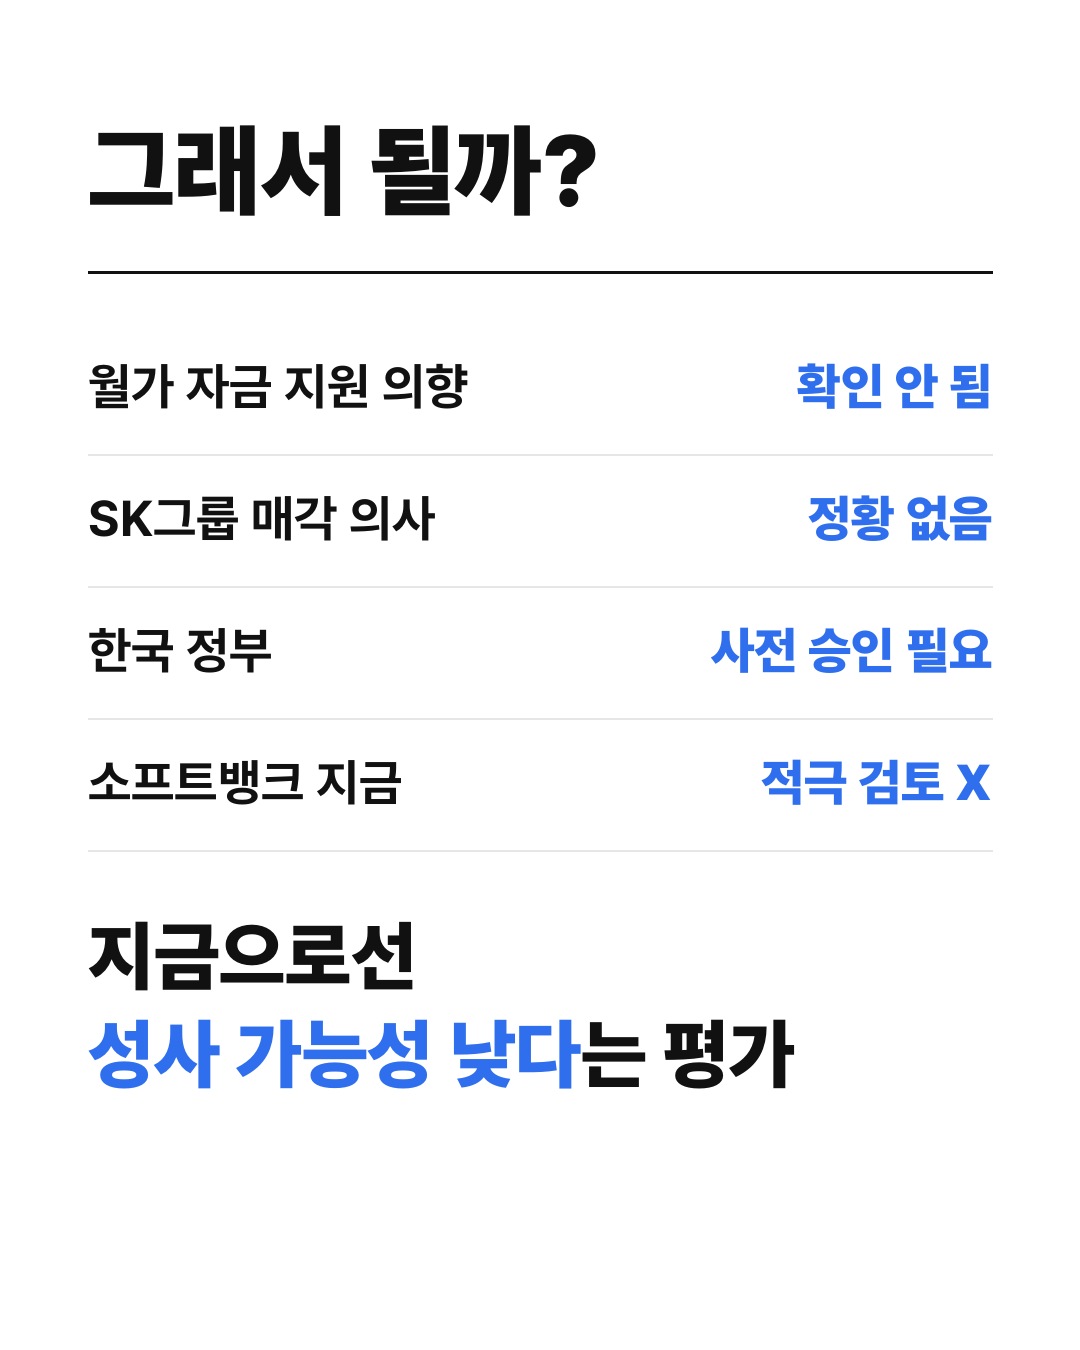 그래서 될까?
월가 자금 지원 의향 확인 안 됨
SK그룹 매각 의사 정황 없음
한국 정부 사전 승인 필요
소프트뱅크 지금 적극 검토 X
지금으로선
성사 가능성 낮다는 평가